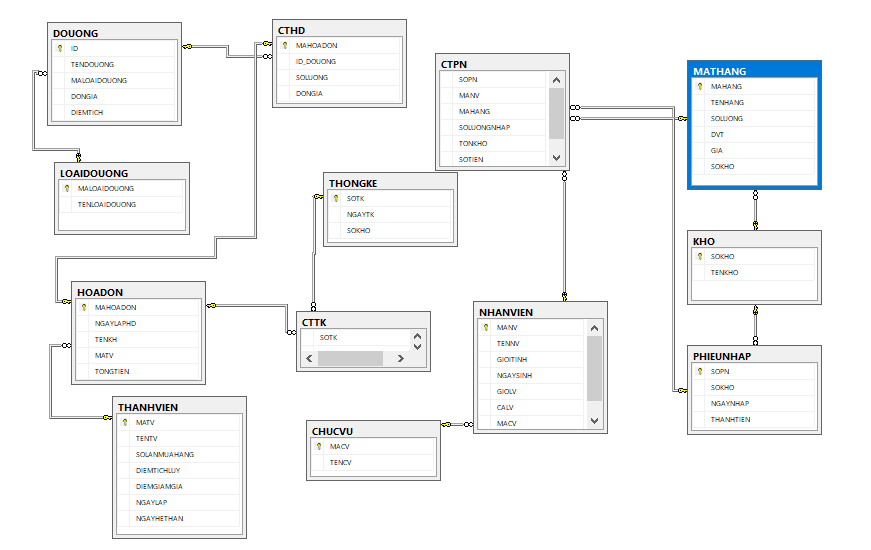 DOUONG
ID
TENDOUONG
MALOAIDOUONG
DONGIA
DIEMTICH
CTHD
MAHOADON
ID_DOUONG
SOLUONG
DONGIA
CTPN
SOPN
MANV
MAHANG
SOLUONGNHAP
TONKHO
SOTIEN
MATHANG
MAHANG
TENHANG
SOLUONG
DVT
GIA
SOKHO
LOAIDOUONG
MALOAIDOUONG
TENLOAIDOUONG
THONGKE
SOTK
NGAYTK
SOKHO
KHO
SOKHO
TENKHO
HOADON
MAHOADON
NGAYLAPHD
TENKH
MATV
TONGTIEN
CTTK
SOTK
NHANVIEN
MANV
TENNV
GIOITINH
NGAYSINH
GIOLV
CALV
MACV
PHIEUNHAP
SOPN
SOKHO
NGAYNHAP
THANHTIEN
THANHVIEN
MATV
TENTV
SOLANMUAHANG
DIEMTICHLUY
DIEMGIAMGIA
NGAYLAP
NGAYHETHAN
CHUCVU
MACV
TENCV